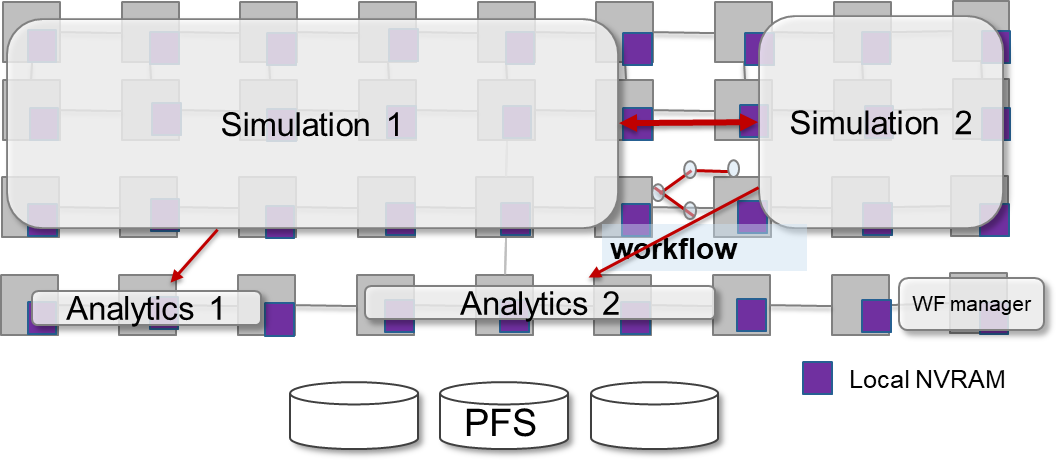 Simulation 1
Simulation 2
workflow
Analytics 1
Analytics 2
WF manager
Local NVRAM
PFS